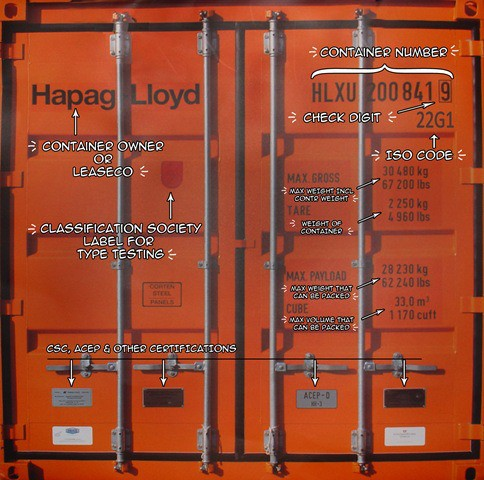 CONTAINER NUMBER
HLXU 200 841 9
Hapag-Lloyd
CHECK DIGIT
22G1
CONTAINER OWNER
OR
LEASECO
ISO CODE
MAX. GROSS
30 480 kg
67 200 lbs
MAX WEIGHT INCL
CONTR WEIGHT
TARE
2 250 kg
4 960 lbs
WEIGHT OF
CONTAINER
CLASSIFICATION SOCIETY
LABEL FOR
TYPE TESTING
MAX. PAYLOAD
28 230 kg
62 240 lbs
MAX WEIGHT THAT
CAN BE PACKED
CORTEN
STEEL
PANELS
CUBE
33,0 m³
1 170 cuft
MAX VOLUME THAT
CAN BE PACKED
CSC, ACEP & OTHER CERTIFICATIONS
ACEP-D